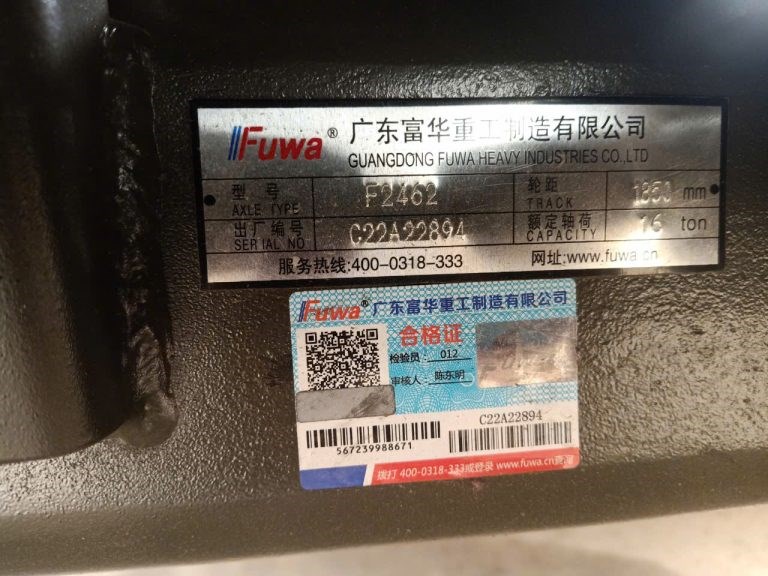 Fuwa® 广东富华重工制造有限公司
GUANGDONG FUWA HEAVY INDUSTRIES CO.,LTD
型号 F2462 轮距 1850 mm
AXLE TYPE TRACK
出厂编号 C22A22894 额定轴荷 16 ton
SERIAL NO CAPACITY
服务热线:400-0318-333 网址:www.fuwa.cn
Fuwa® 广东富华重工制造有限公司
合格证
检验员: 012
审核人: 陈东明
C22A22894
567239988671
拨打 400-0318-333或登录 www.fuwa.cn查询